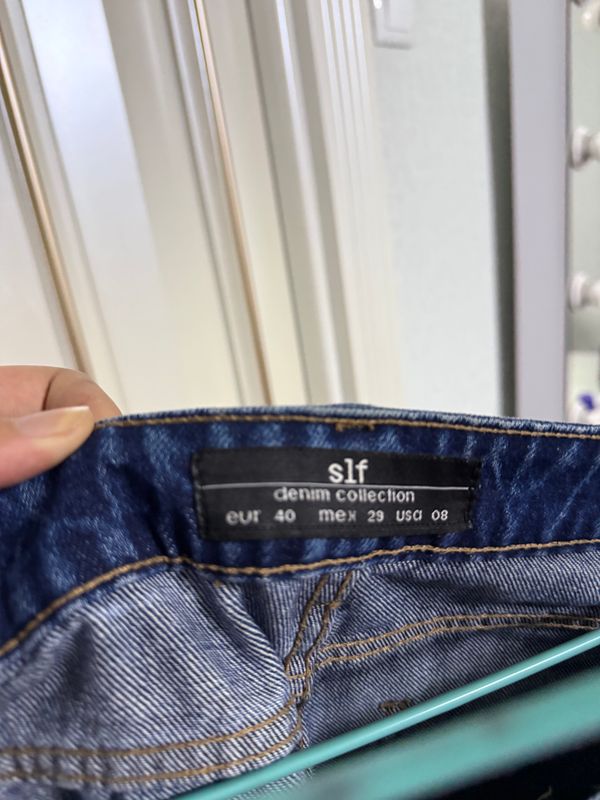 slf
denim collection
eur 40 mex 29 usa 08